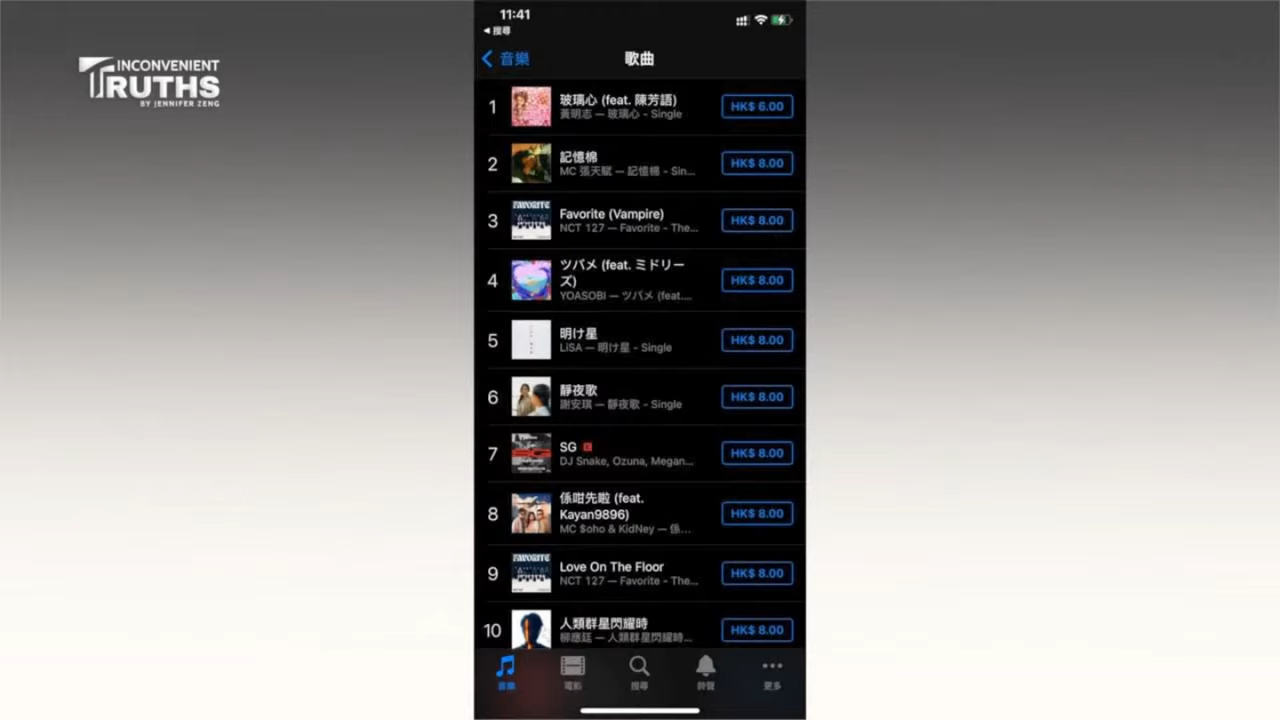 INCONVENIENT
TRUTHS
BY JENNIFER ZENG
11:41
◀ 搜尋
音樂
歌曲
1
玻璃心 (feat. 陳芳語)
黃明志 — 玻璃心 - Single
HK$ 6.00
2
記憶棉
MC 張天賦 — 記憶棉 - Sin...
HK$ 8.00
3
Favorite (Vampire)
NCT 127 — Favorite - The...
HK$ 8.00
4
ツバメ (feat. ミドリー
ズ)
YOASOBI — ツバメ (feat....
HK$ 8.00
5
明け星
LiSA — 明け星 - Single
HK$ 8.00
6
靜夜歌
謝安琪 — 靜夜歌 - Single
HK$ 8.00
7
SG E
DJ Snake, Ozuna, Megan...
HK$ 8.00
8
係咁先啦 (feat.
Kayan9896)
MC $oho & KidNey — 係...
HK$ 8.00
FAVORITE
9
Love On The Floor
NCT 127 — Favorite - The...
HK$ 8.00
10
人類群星閃耀時
柳應廷 — 人類群星閃耀時...
HK$ 8.00
音樂
電影
搜尋
鈴聲
更多